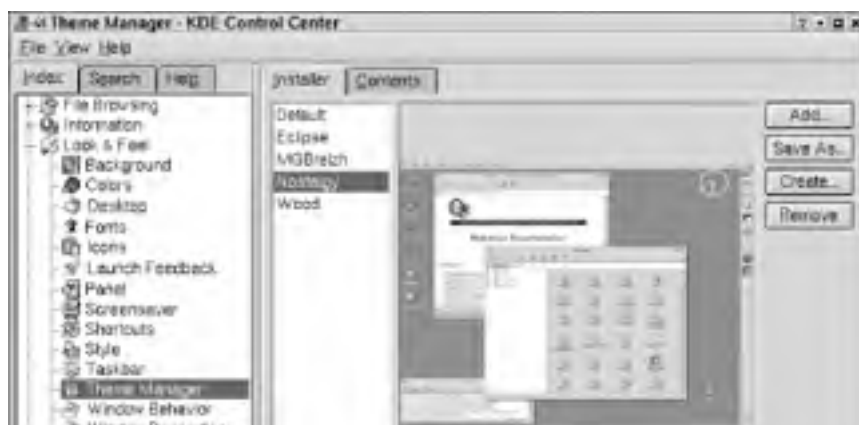 Theme Manager - KDE Control Center
File View Help
Index Search Help
File Browsing
Information
Look & Feel
Background
Colors
Desktop
Fonts
Icons
Launch Feedback
Panel
Screensaver
Shortcuts
Style
Taskbar
Theme Manager
Window Behavior
Installer Contents
Default
Eclipse
MGBreizh
Nostalgy
Wood
Add...
Save As...
Create...
Remove